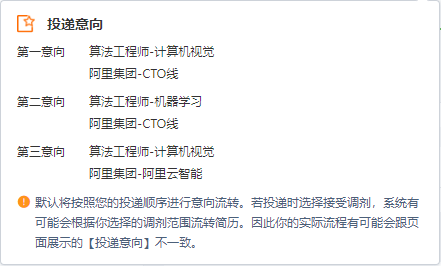 投递意向
第一意向 算法工程师-计算机视觉
阿里集团-CTO线
第二意向 算法工程师-机器学习
阿里集团-CTO线
第三意向 算法工程师-计算机视觉
阿里集团-阿里云智能
默认将按照您的投递顺序进行意向流转。若投递时选择接受调剂，系统有
可能会根据你选择的调剂范围流转简历。因此你的实际流程有可能会跟页
面展示的【投递意向】不一致。